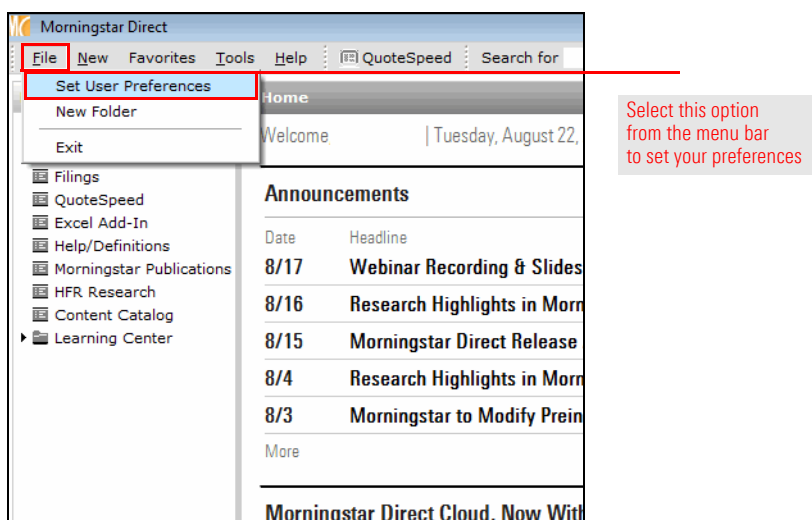 Morningstar Direct
File New Favorites Tools Help QuoteSpeed Search for
Set User Preferences
New Folder
Exit
Filings
QuoteSpeed
Excel Add-In
Help/Definitions
Morningstar Publications
HFR Research
Content Catalog
Learning Center
Home
Welcome | Tuesday, August 22,
Announcements
Date Headline
8/17 Webinar Recording & Slides
8/16 Research Highlights in Morn
8/15 Morningstar Direct Release
8/4 Research Highlights in Morn
8/3 Morningstar to Modify Prein
More
Morningstar Direct Cloud, Now With
Select this option
from the menu bar
to set your preferences